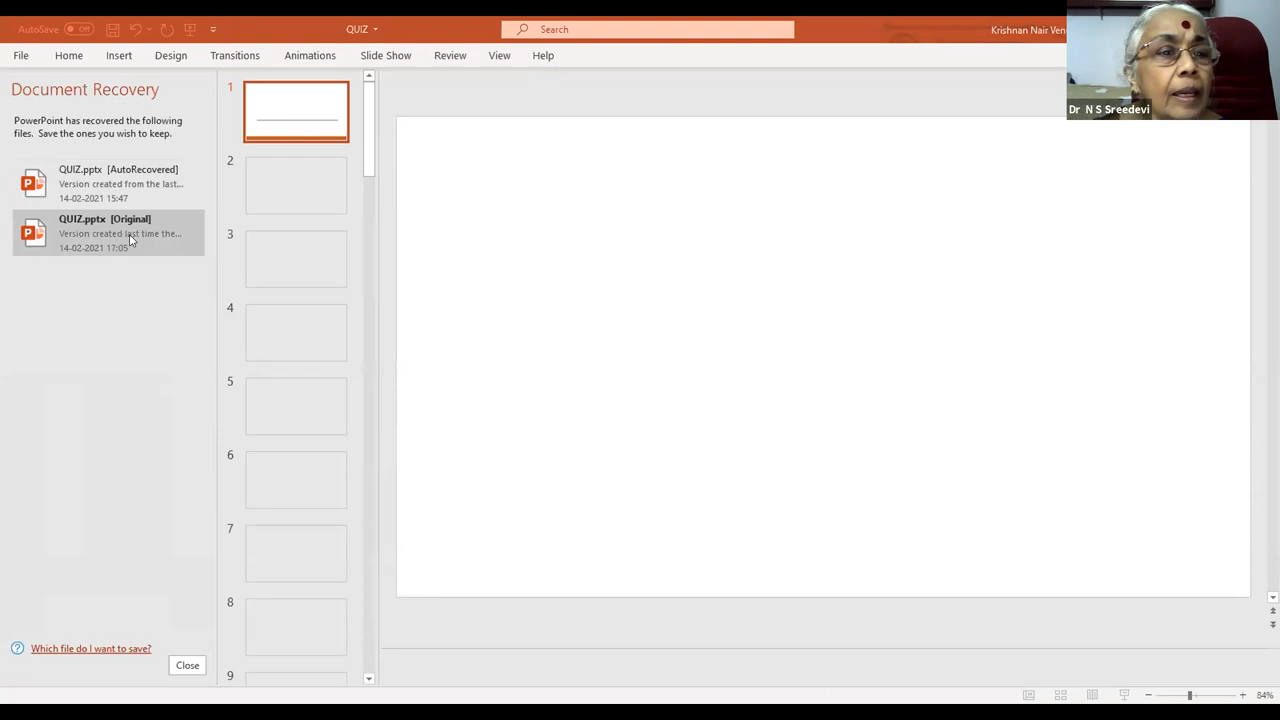 AutoSave Off QUIZ Search Krishnan Nair Ven
File Home Insert Design Transitions Animations Slide Show Review View Help
Dr N S Sreedevi
Document Recovery
PowerPoint has recovered the following
files. Save the ones you wish to keep.
QUIZ.pptx [AutoRecovered]
Version created from the last...
14-02-2021 15:47
QUIZ.pptx [Original]
Version created last time the...
14-02-2021 17:05
Which file do I want to save?
Close
1
2
3
4
5
6
7
8
9
84%